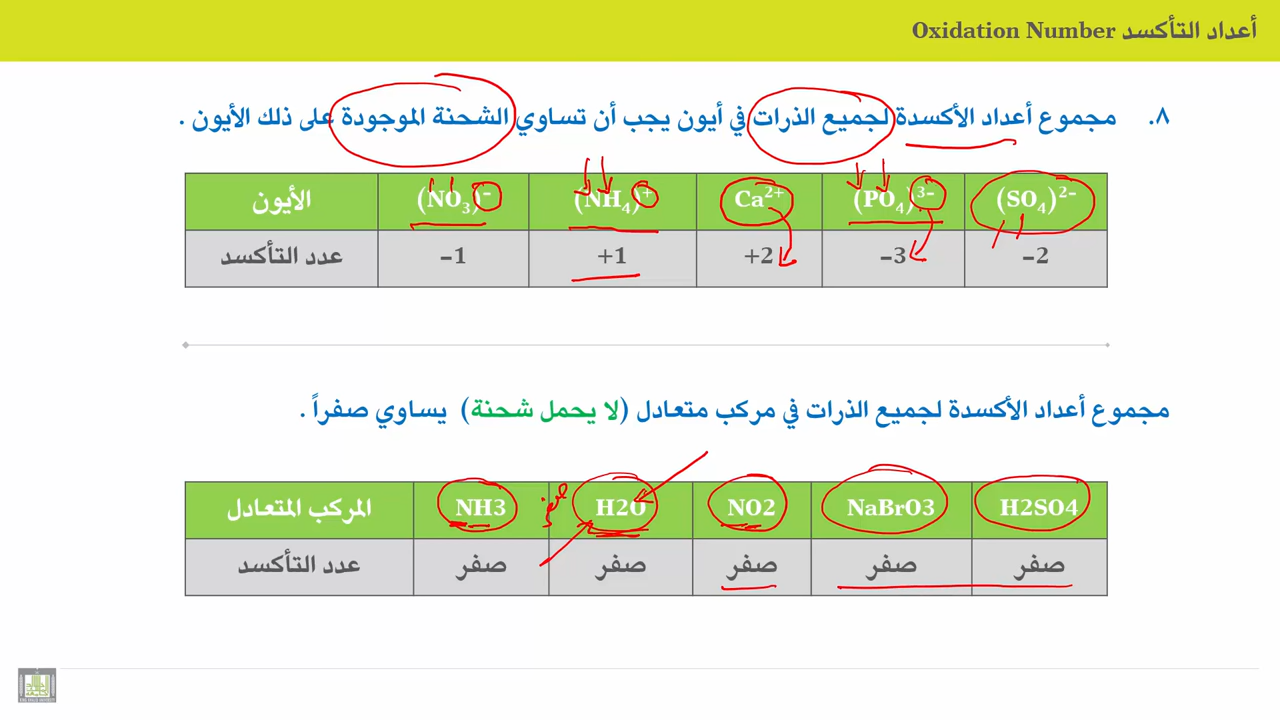 أعداد التأكسد Oxidation Number
٨. مجموع أعداد الأكسدة لجميع الذرات في أيون يجب أن تساوي الشحنة الموجودة على ذلك الأيون .
الأيون (NO₃)⁻ (NH₄)⁺ Ca²⁺ (PO₄)³⁻ (SO₄)²⁻
عدد التأكسد −1 +1 +2 −3 −2
مجموع أعداد الأكسدة لجميع الذرات في مركب متعادل (لا يحمل شحنة) يساوي صفراً .
المركب المتعادل NH3 H2O NO2 NaBrO3 H2SO4
عدد التأكسد صفر صفر صفر صفر صفر